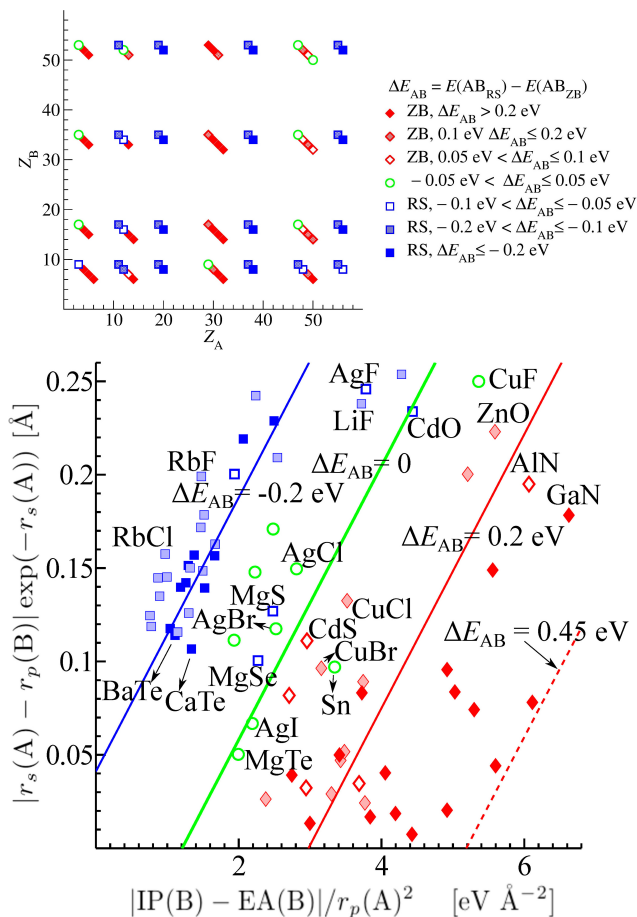 50
40
30
20
10
Z_B
10 20 30 40 50
Z_A
ΔE_AB = E(AB_RS) − E(AB_ZB)
ZB, ΔE_AB > 0.2 eV
ZB, 0.1 eV ΔE_AB ≤ 0.2 eV
ZB, 0.05 eV < ΔE_AB ≤ 0.1 eV
− 0.05 eV < ΔE_AB ≤ 0.05 eV
RS, − 0.1 eV < ΔE_AB ≤ − 0.05 eV
RS, − 0.2 eV < ΔE_AB ≤ − 0.1 eV
RS, ΔE_AB ≤ − 0.2 eV
0.25
0.2
0.15
0.1
0.05
|r_s(A) − r_p(B)| exp(−r_s(A)) [Å]
AgF
CuF
LiF
CdO
ZnO
RbF
ΔE_AB = 0
AlN
ΔE_AB = -0.2 eV
GaN
RbCl
AgCl
ΔE_AB = 0.2 eV
MgS
CuCl
AgBr
CdS
ΔE_AB = 0.45 eV
CuBr
MgSe
BaTe
CaTe
Sn
AgI
MgTe
2 4 6
|IP(B) − EA(B)|/r_p(A)² [eV Å⁻²]